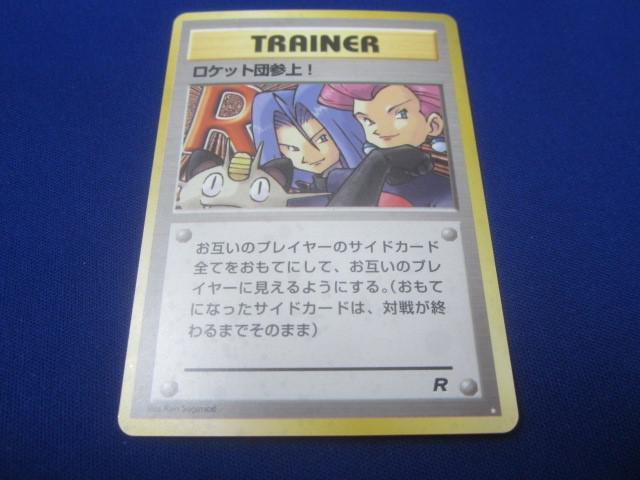 TRAINER
ロケット団参上!
R
お互いのプレイヤーのサイドカード
全てをおもてにして、お互いのプレ
イヤーに見えるようにする。(おもて
になったサイドカードは、対戦が終
わるまでそのまま)
R
Illus. Ken Sugimori